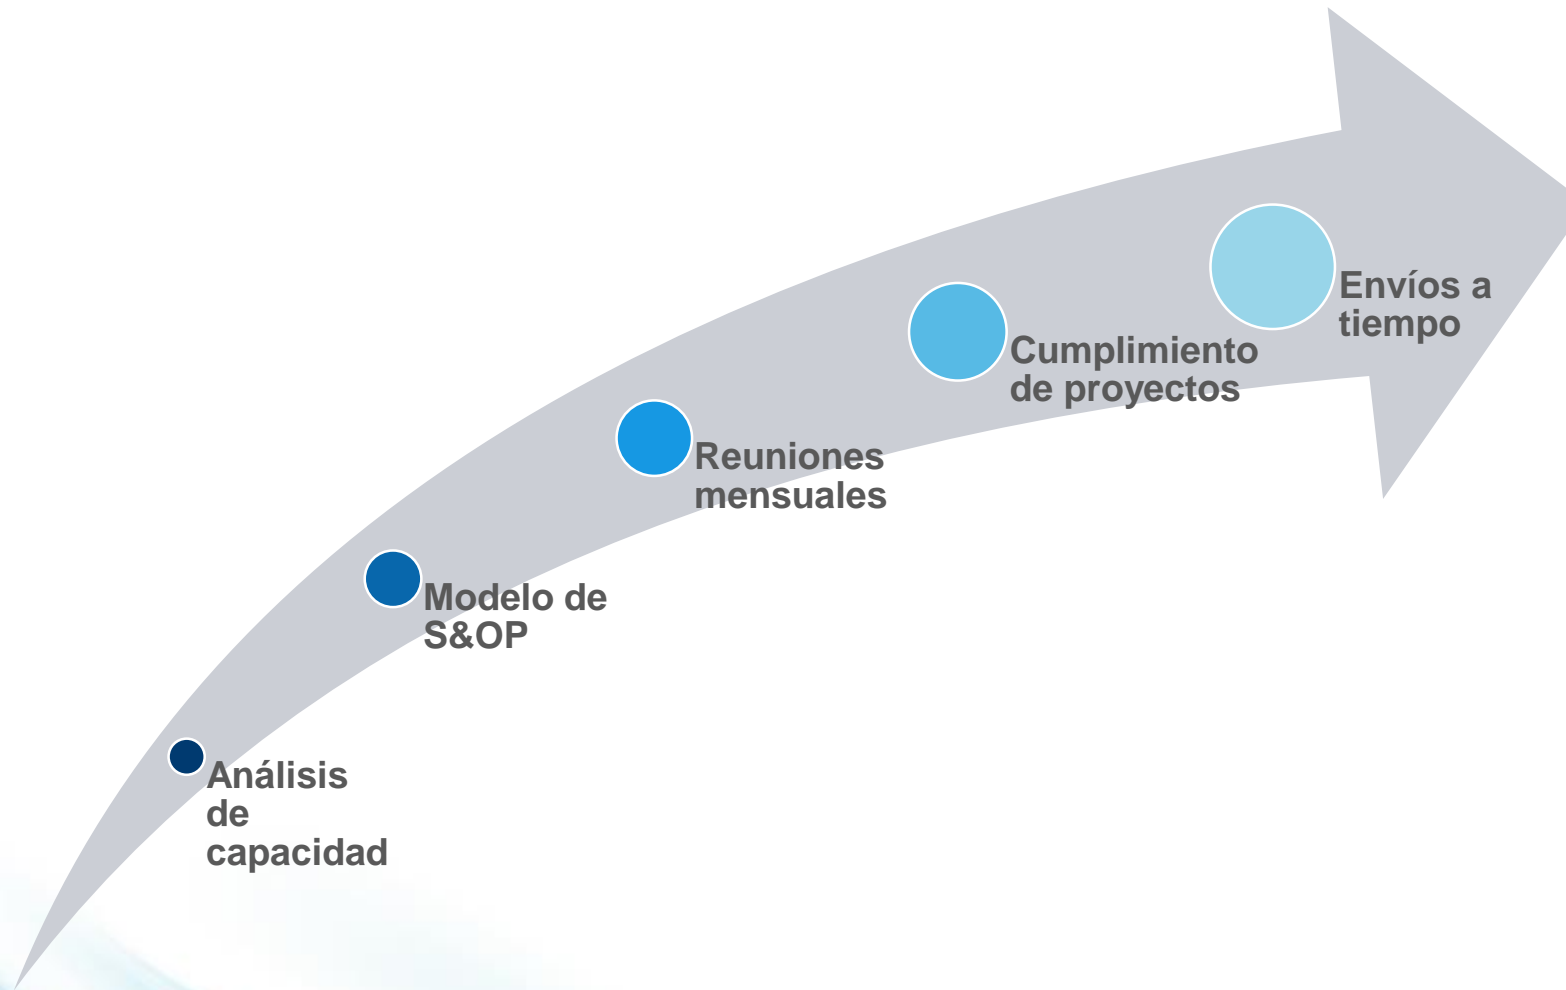 Envíos a
tiempo
Cumplimiento
de proyectos
Reuniones
mensuales
Modelo de
S&OP
Análisis
de
capacidad